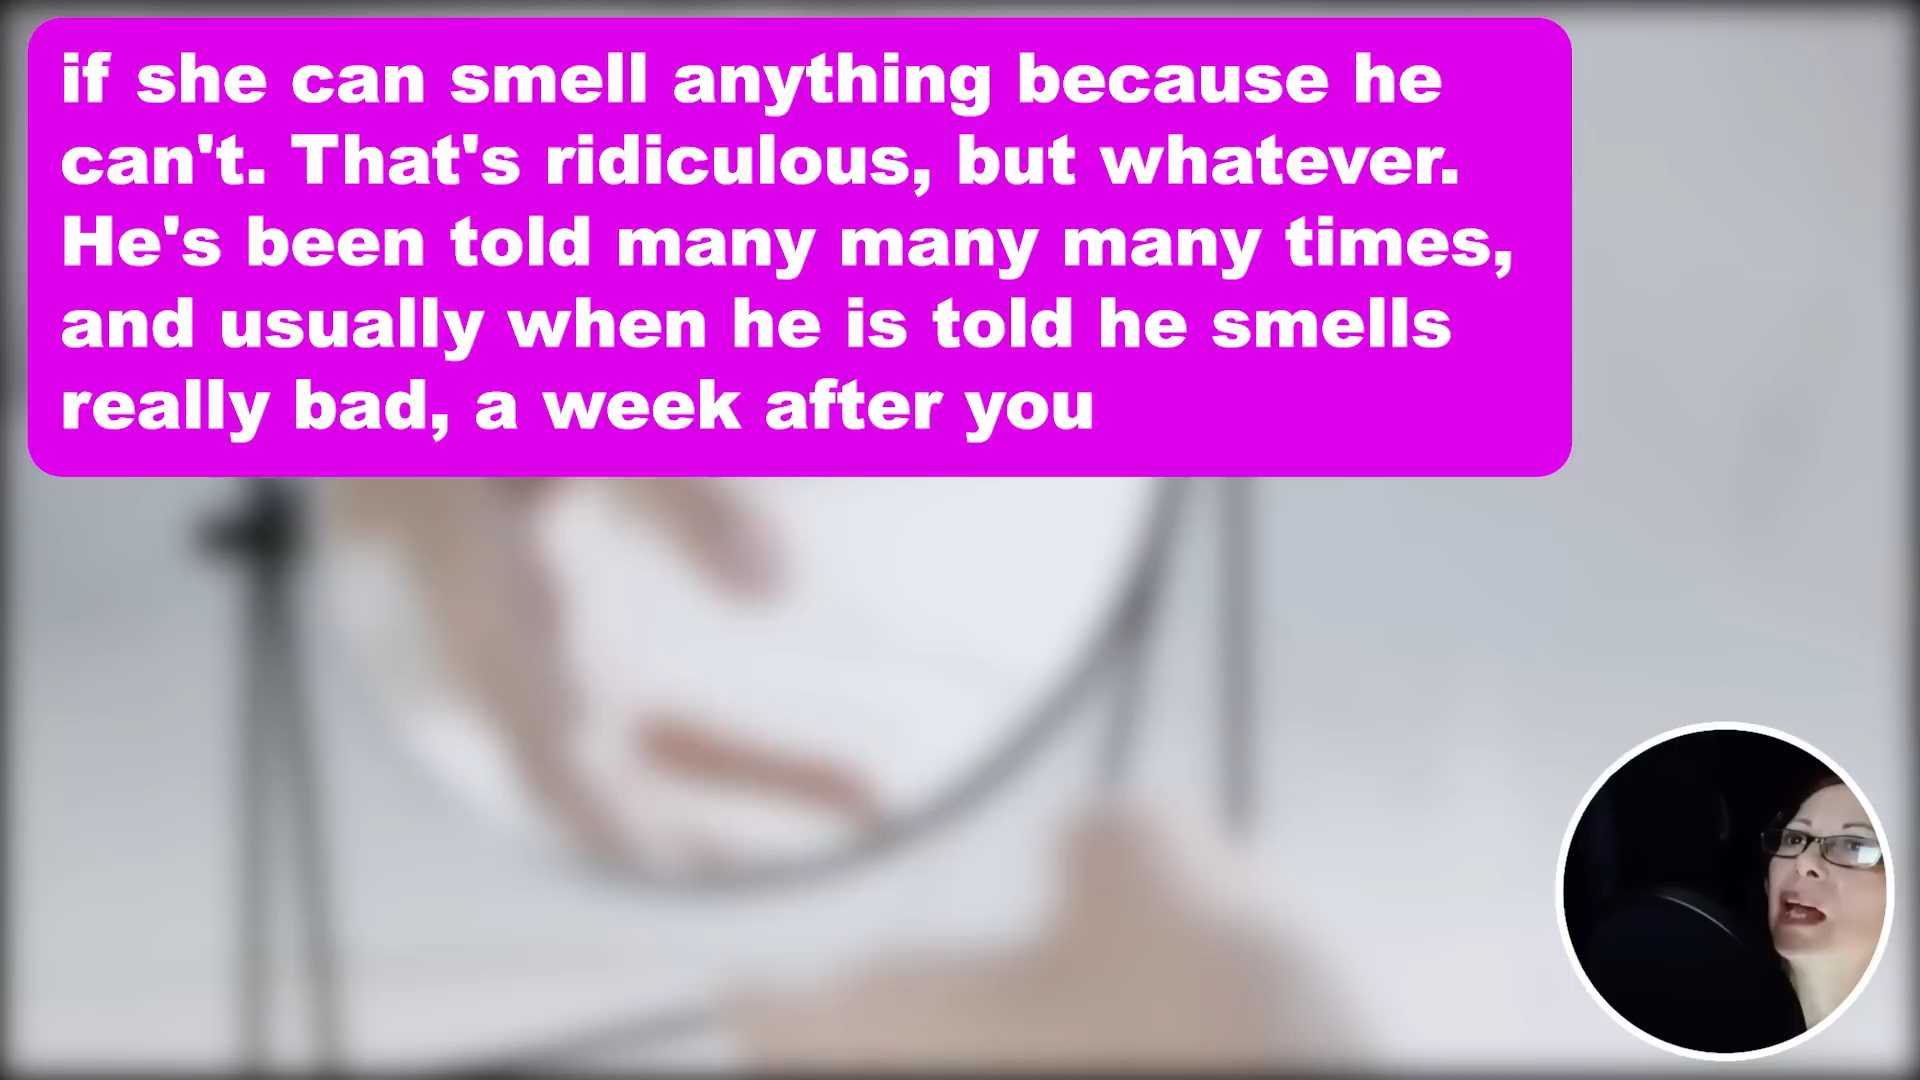 if she can smell anything because he
can't. That's ridiculous, but whatever.
He's been told many many many times,
and usually when he is told he smells
really bad, a week after you